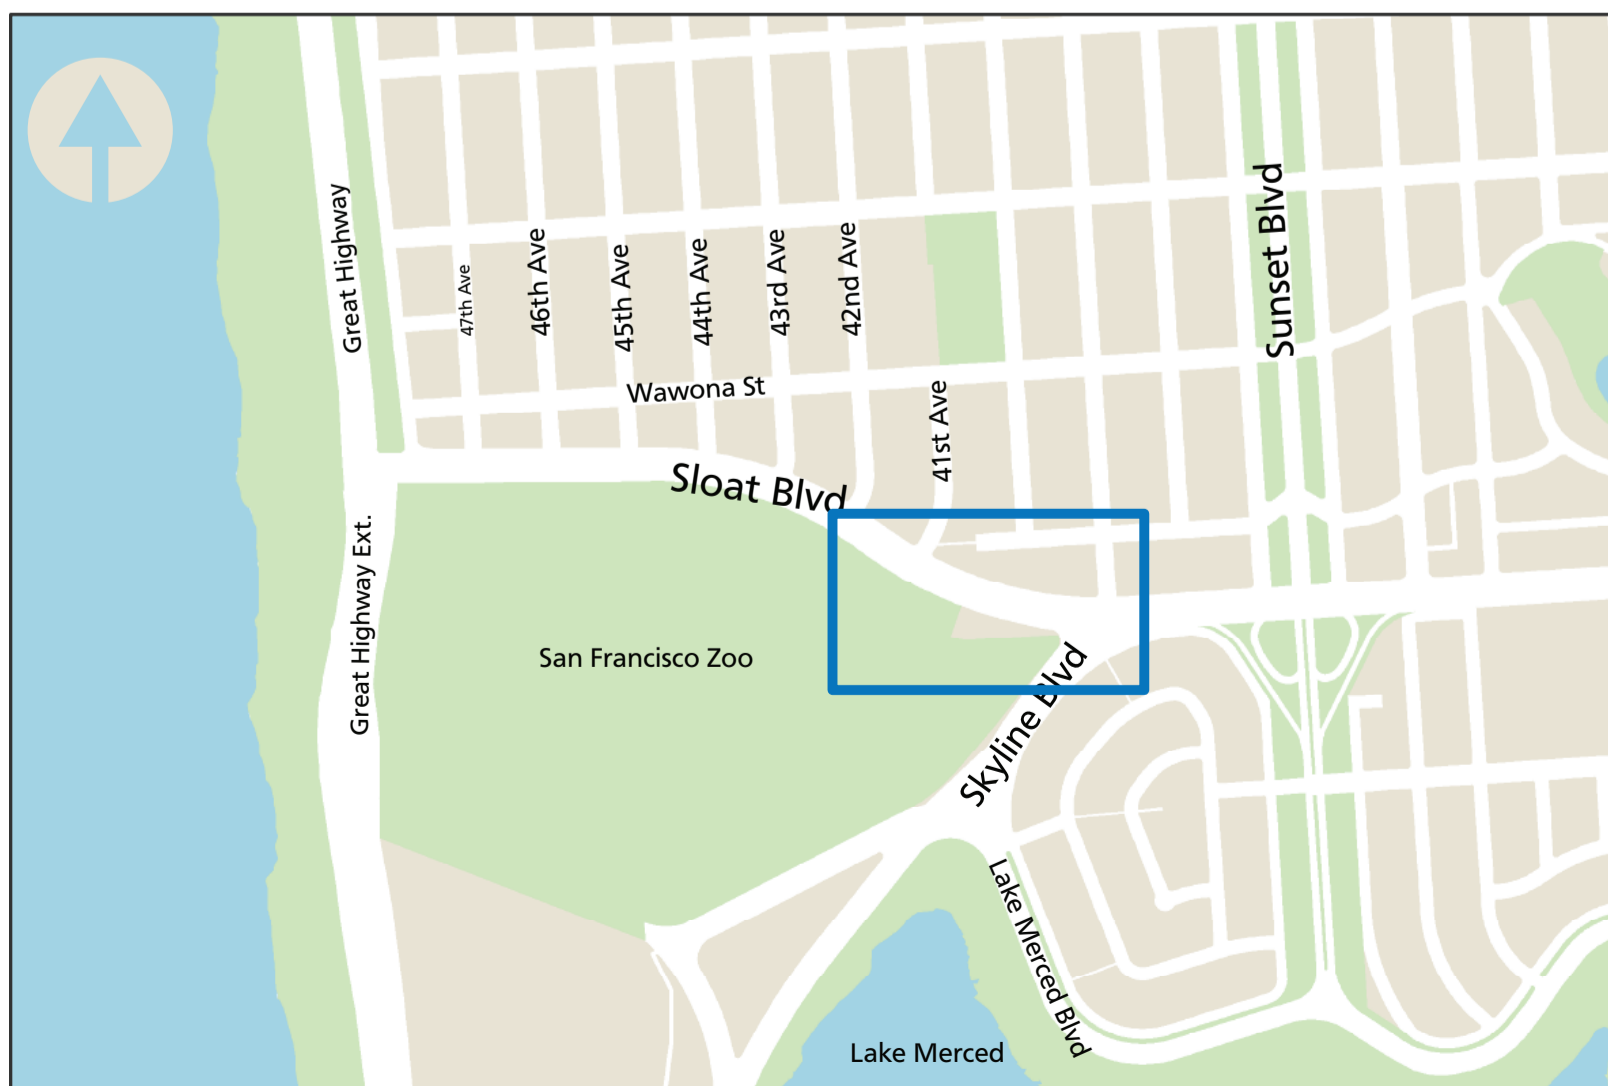 Great Highway
47th Ave
46th Ave
45th Ave
44th Ave
43rd Ave
42nd Ave
Sunset Blvd
Wawona St
41st Ave
Sloat Blvd
Great Highway Ext.
San Francisco Zoo
Skyline Blvd
Lake Merced Blvd
Lake Merced